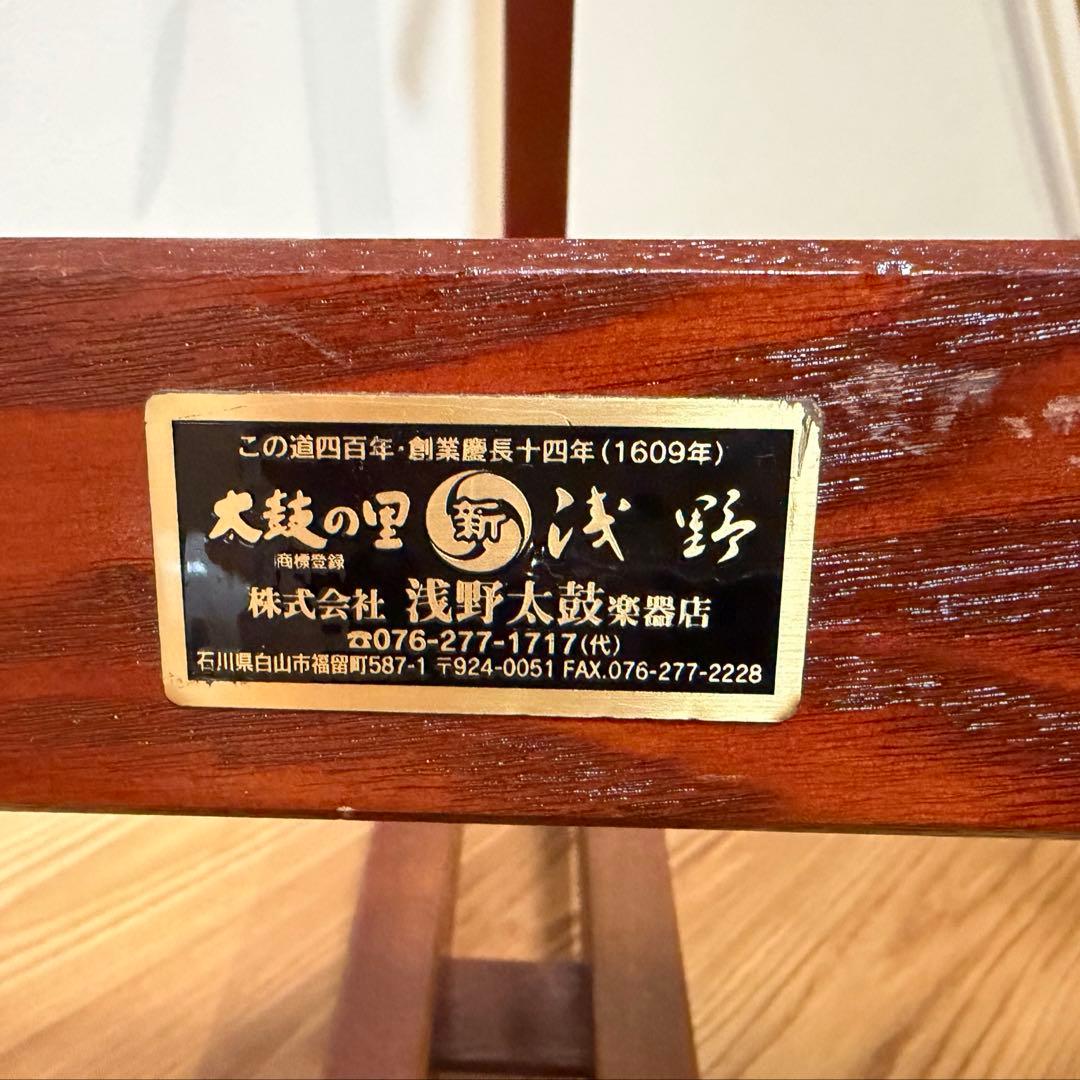 この道四百年・創業慶長十四年(1609年)
太鼓の里 新 浅野
商標登録
株式会社 浅野太鼓楽器店
☎076-277-1717(代)
石川県白山市福留町587-1 〒924-0051 FAX.076-277-2228